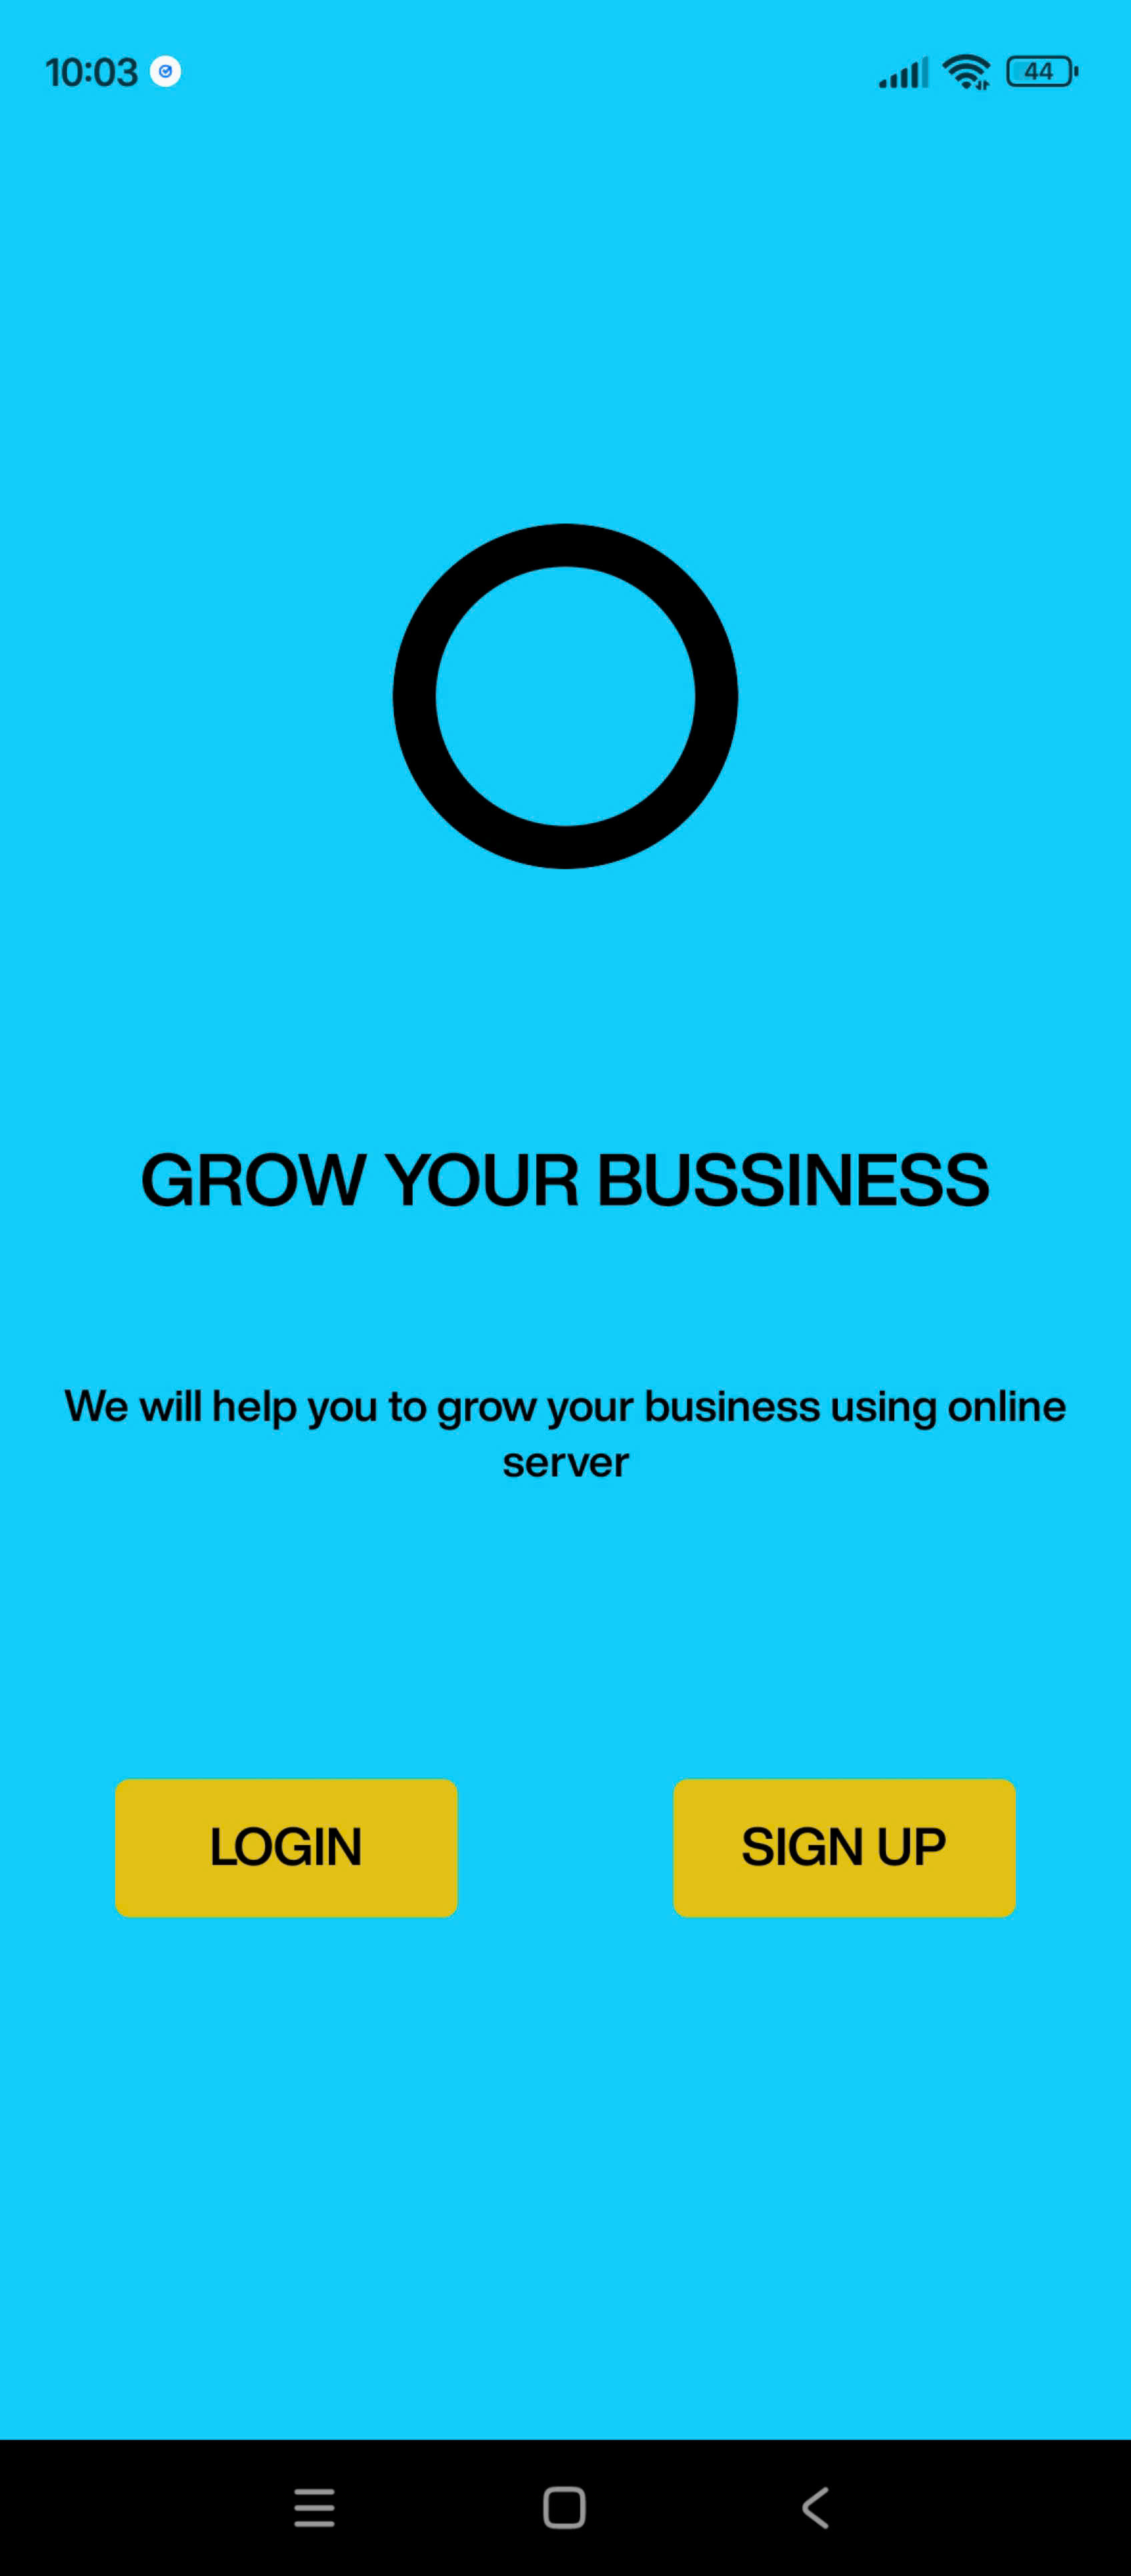 10:03
44
GROW YOUR BUSSINESS
We will help you to grow your business using online
server
LOGIN
SIGN UP